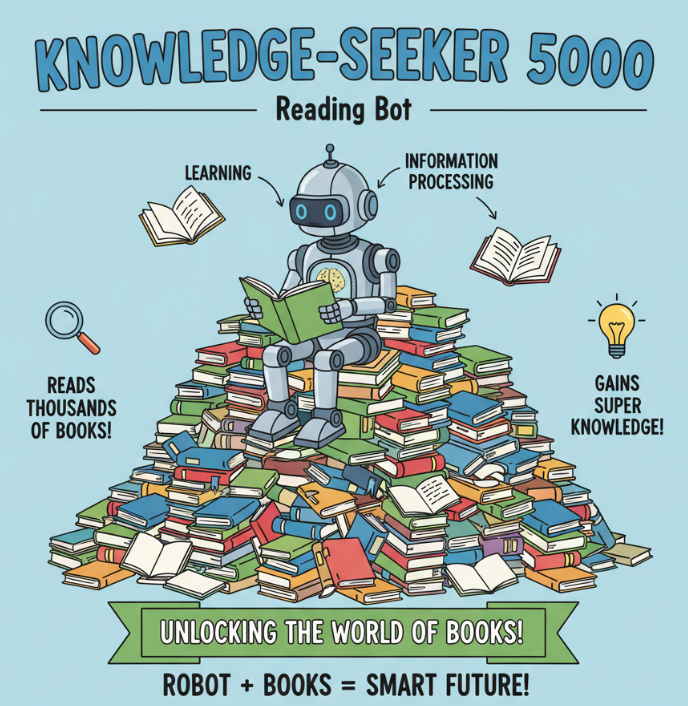 KNOWLEDGE-SEEKER 5000
Reading Bot
LEARNING
INFORMATION
PROCESSING
READS
THOUSANDS
OF BOOKS!
GAINS
SUPER
KNOWLEDGE!
UNLOCKING THE WORLD OF BOOKS!
ROBOT + BOOKS = SMART FUTURE!